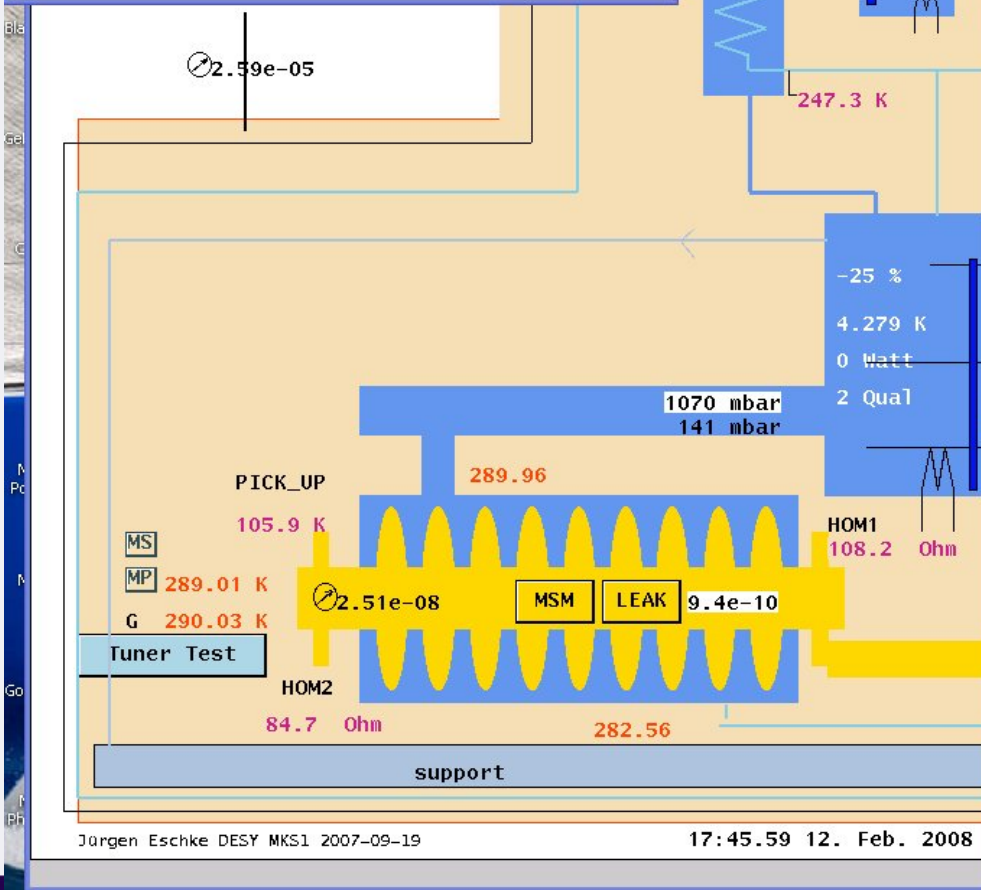 2.59e-05
247.3 K
-25 %
4.279 K
0 Watt
2 Qual
1070 mbar
141 mbar
289.96
PICK_UP
105.9 K
HOM1
108.2 Ohm
MS
MP 289.01 K
G 290.03 K
2.51e-08
MSM
LEAK
9.4e-10
Tuner Test
HOM2
84.7 Ohm
282.56
support
Jürgen Eschke DESY MKS1 2007-09-19
17:45.59 12. Feb. 2008